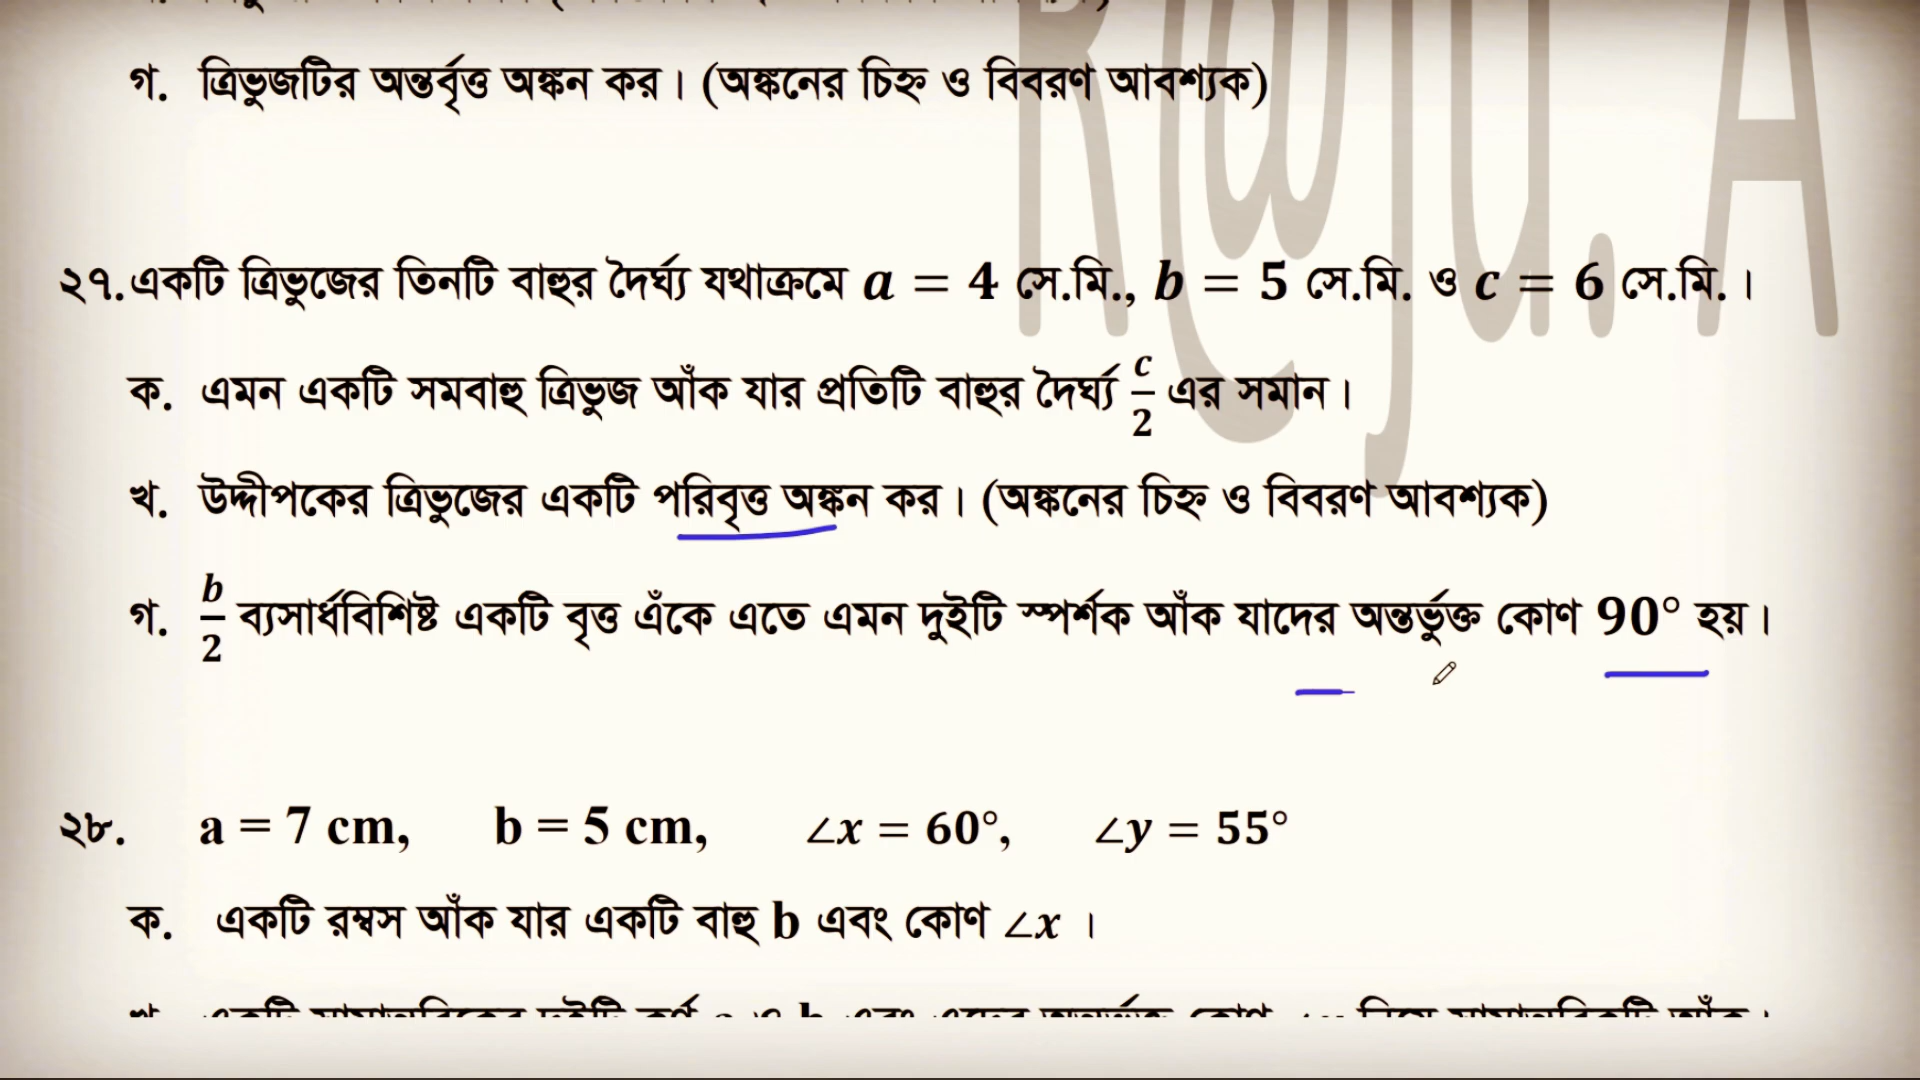 গ. ত্রিভুজটির অন্তর্বৃত্ত অঙ্কন কর। (অঙ্কনের চিহ্ন ও বিবরণ আবশ্যক)
R@ju. A
২৭. একটি ত্রিভুজের তিনটি বাহুর দৈর্ঘ্য যথাক্রমে a = 4 সে.মি., b = 5 সে.মি. ও c = 6 সে.মি.।
ক. এমন একটি সমবাহু ত্রিভুজ আঁক যার প্রতিটি বাহুর দৈর্ঘ্য c/2 এর সমান।
খ. উদ্দীপকের ত্রিভুজের একটি পরিবৃত্ত অঙ্কন কর। (অঙ্কনের চিহ্ন ও বিবরণ আবশ্যক)
গ. b/2 ব্যসার্ধবিশিষ্ট একটি বৃত্ত এঁকে এতে এমন দুইটি স্পর্শক আঁক যাদের অন্তর্ভুক্ত কোণ 90° হয়।
২৮. a = 7 cm, b = 5 cm, ∠x = 60°, ∠y = 55°
ক. একটি রম্বস আঁক যার একটি বাহু b এবং কোণ ∠x ।